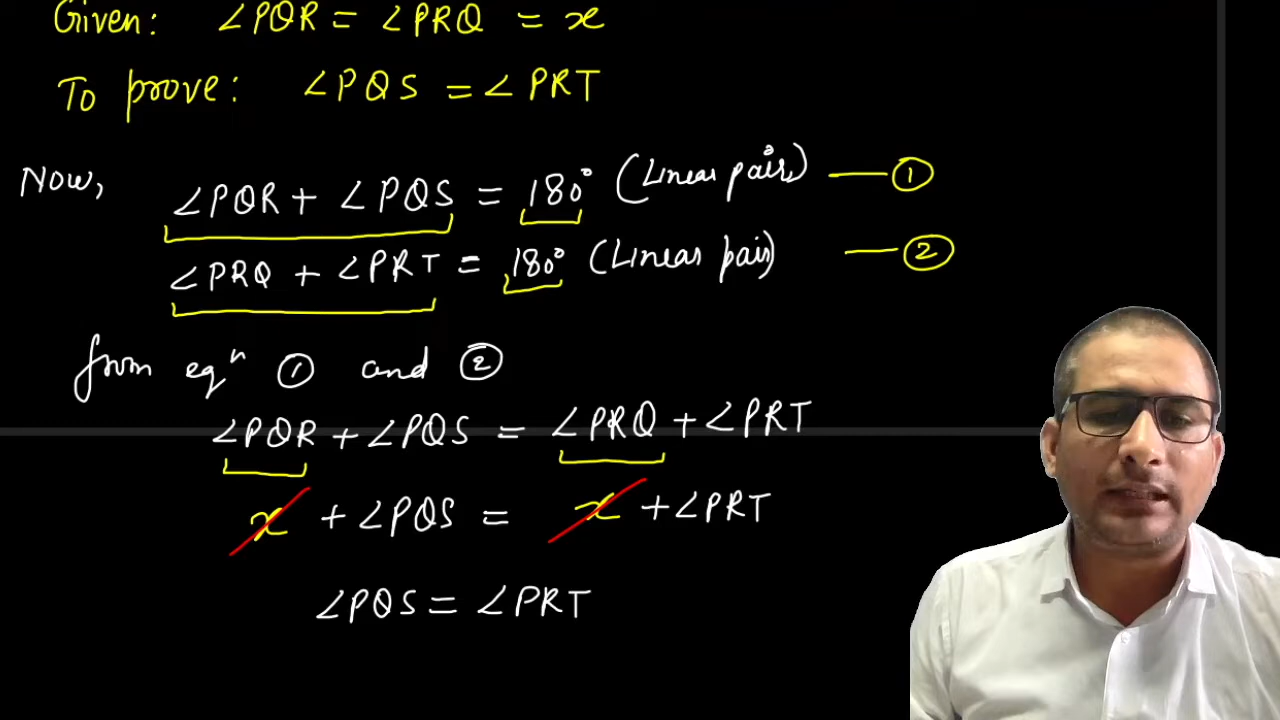 Given: ∠PQR = ∠PRQ = x
To prove: ∠PQS = ∠PRT
Now,
∠PQR + ∠PQS = 180° (Linear pair) —— ①
∠PRQ + ∠PRT = 180° (Linear pair) —— ②
from eqⁿ ① and ②
∠PQR + ∠PQS = ∠PRQ + ∠PRT
x + ∠PQS = x + ∠PRT
∠PQS = ∠PRT